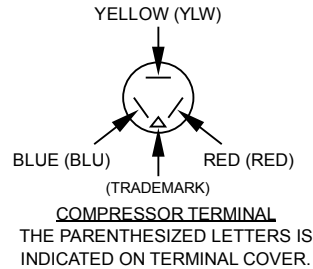 YELLOW (YLW)
BLUE (BLU)
RED (RED)
(TRADEMARK)
COMPRESSOR TERMINAL
THE PARENTHESIZED LETTERS IS
INDICATED ON TERMINAL COVER.